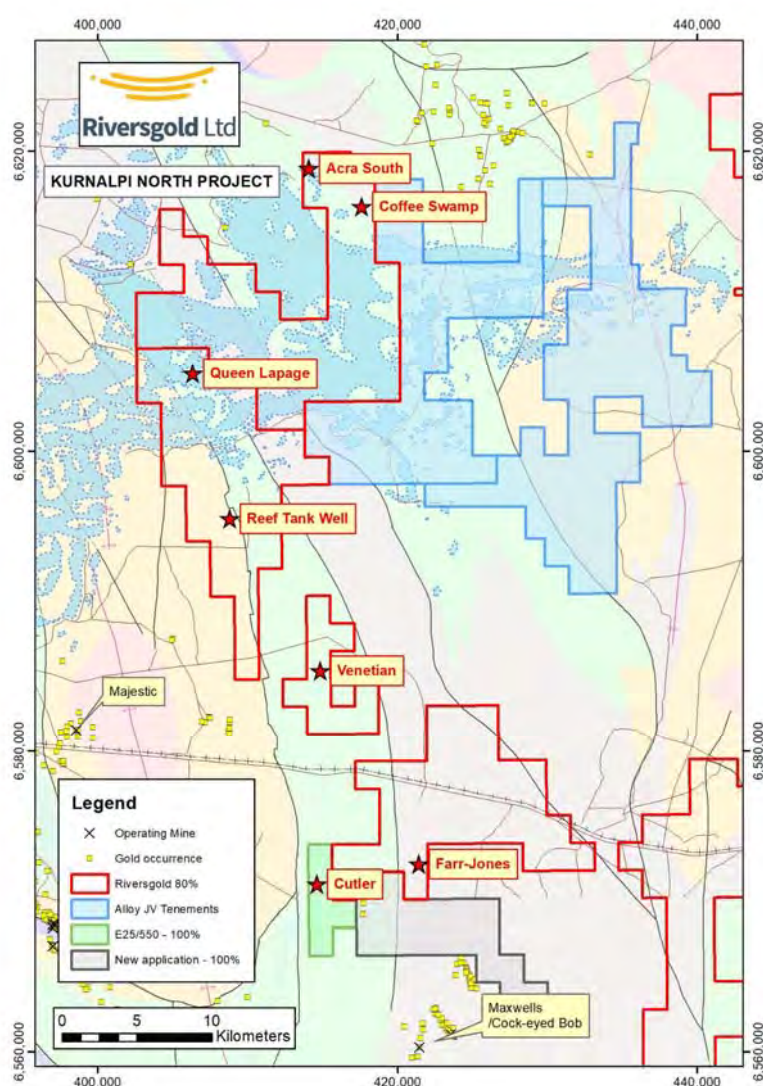 400,000
420,000
440,000
Riversgold Ltd
KURNALPI NORTH PROJECT
6,620,000
6,620,000
Acra South
Coffee Swamp
Queen Lapage
6,600,000
6,600,000
Reef Tank Well
Venetian
Majestic
6,580,000
6,580,000
Legend
Operating Mine
Gold occurrence
Riversgold 80%
Alloy JV Tenements
E25/550 - 100%
New application - 100%
Farr-Jones
Cutler
Maxwells
/Cock-eyed Bob
0 5 10
Kilometers
6,560,000
6,560,000
400,000
420,000
440,000